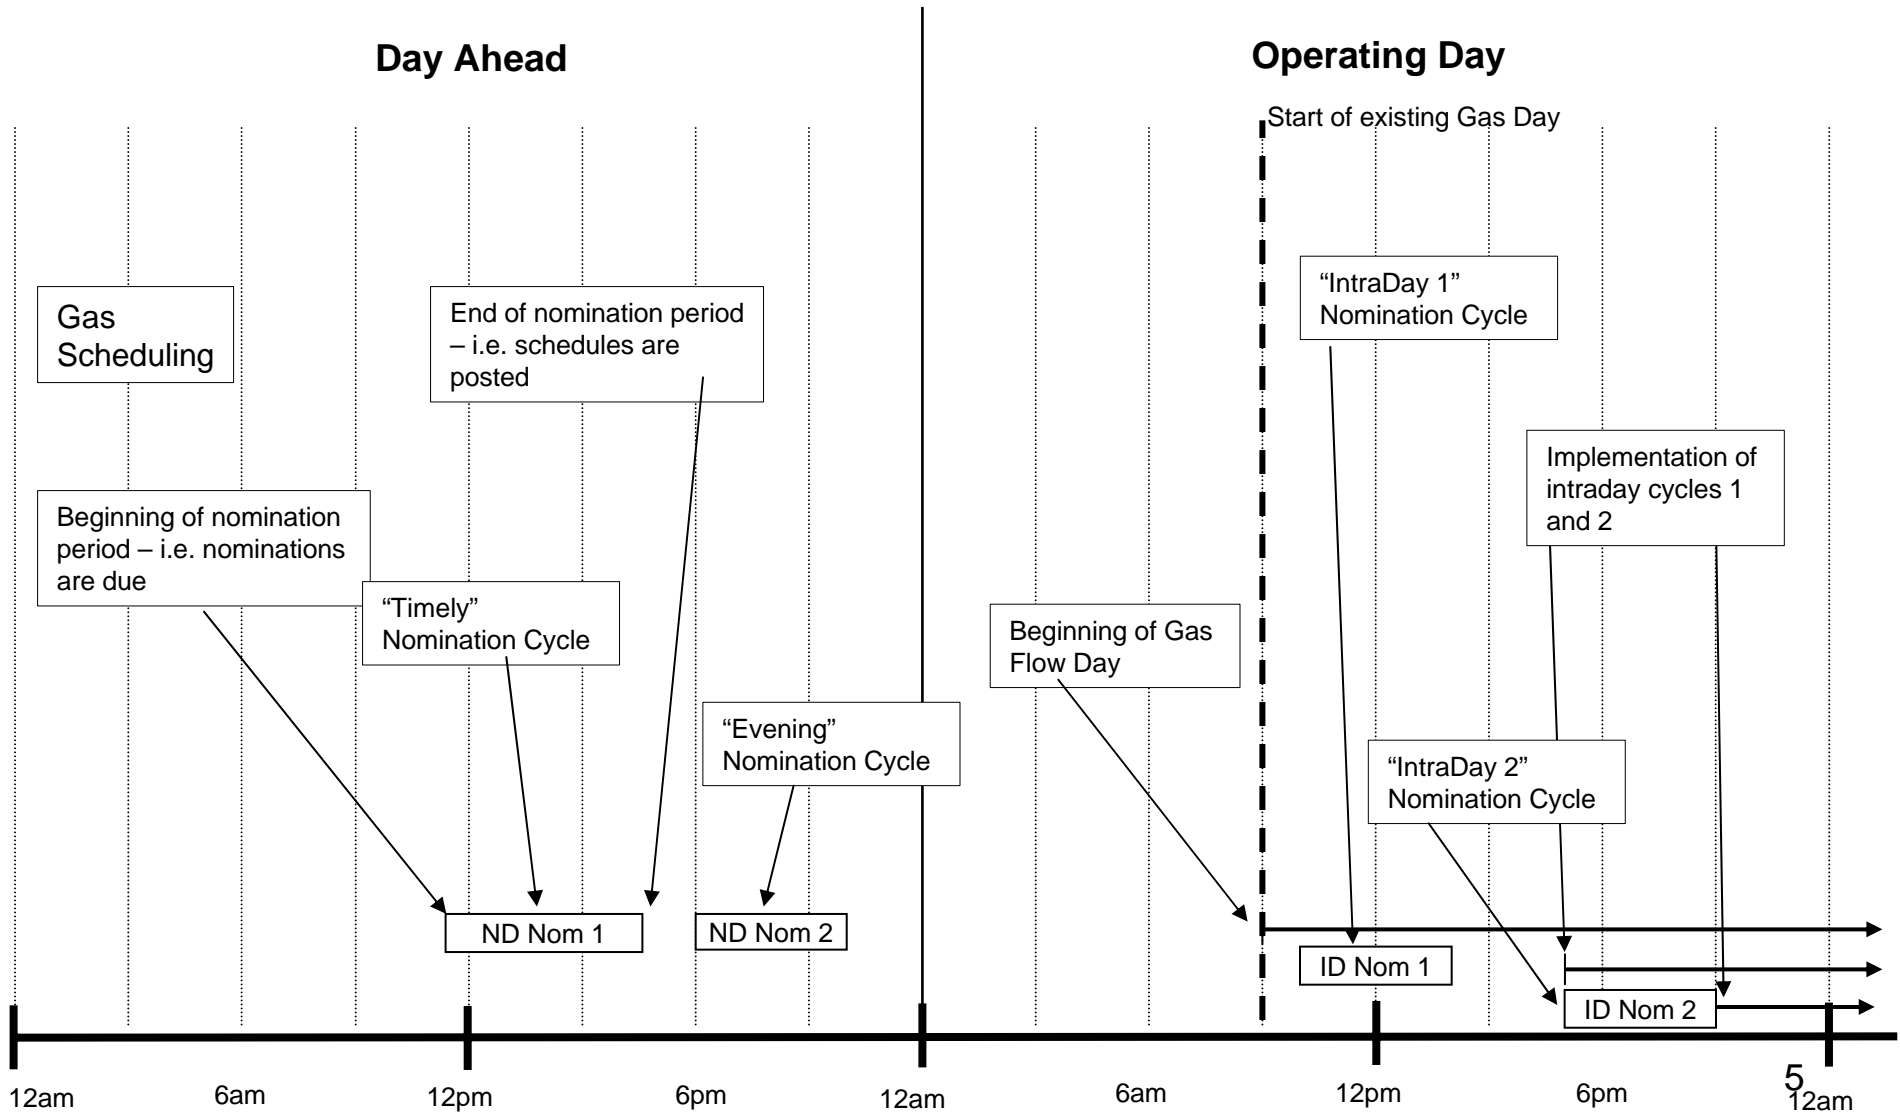 Day Ahead
Operating Day
Start of existing Gas Day
Gas
Scheduling
End of nomination period
– i.e. schedules are
posted
“IntraDay 1”
Nomination Cycle
Implementation of
intraday cycles 1
and 2
Beginning of nomination
period – i.e. nominations
are due
“Timely”
Nomination Cycle
Beginning of Gas
Flow Day
“Evening”
Nomination Cycle
“IntraDay 2”
Nomination Cycle
ND Nom 1
ND Nom 2
ID Nom 1
ID Nom 2
12am
6am
12pm
6pm
12am
6am
12pm
6pm
5
12am